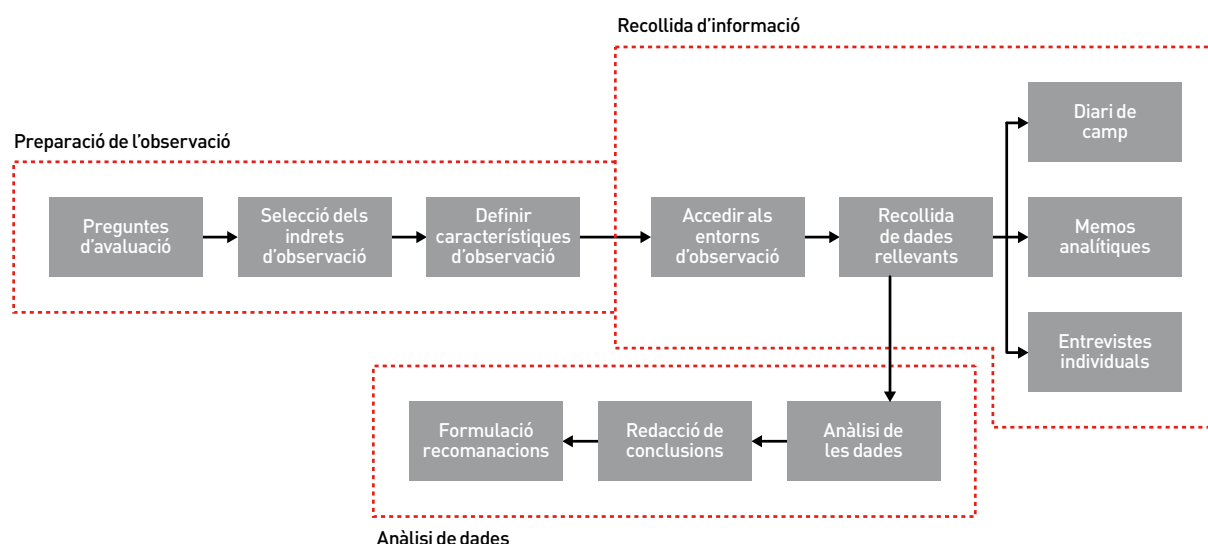 Recollida d’informació
Preparació de l’observació
Preguntes
d’avaluació
Selecció dels
indrets
d’observació
Definir
característiques
d’observació
Accedir als
entorns
d’observació
Recollida
de dades
rellevants
Diari de
camp
Memos
analítiques
Entrevistes
individuals
Formulació
recomanacions
Redacció de
conclusions
Anàlisi de
les dades
Anàlisi de dades